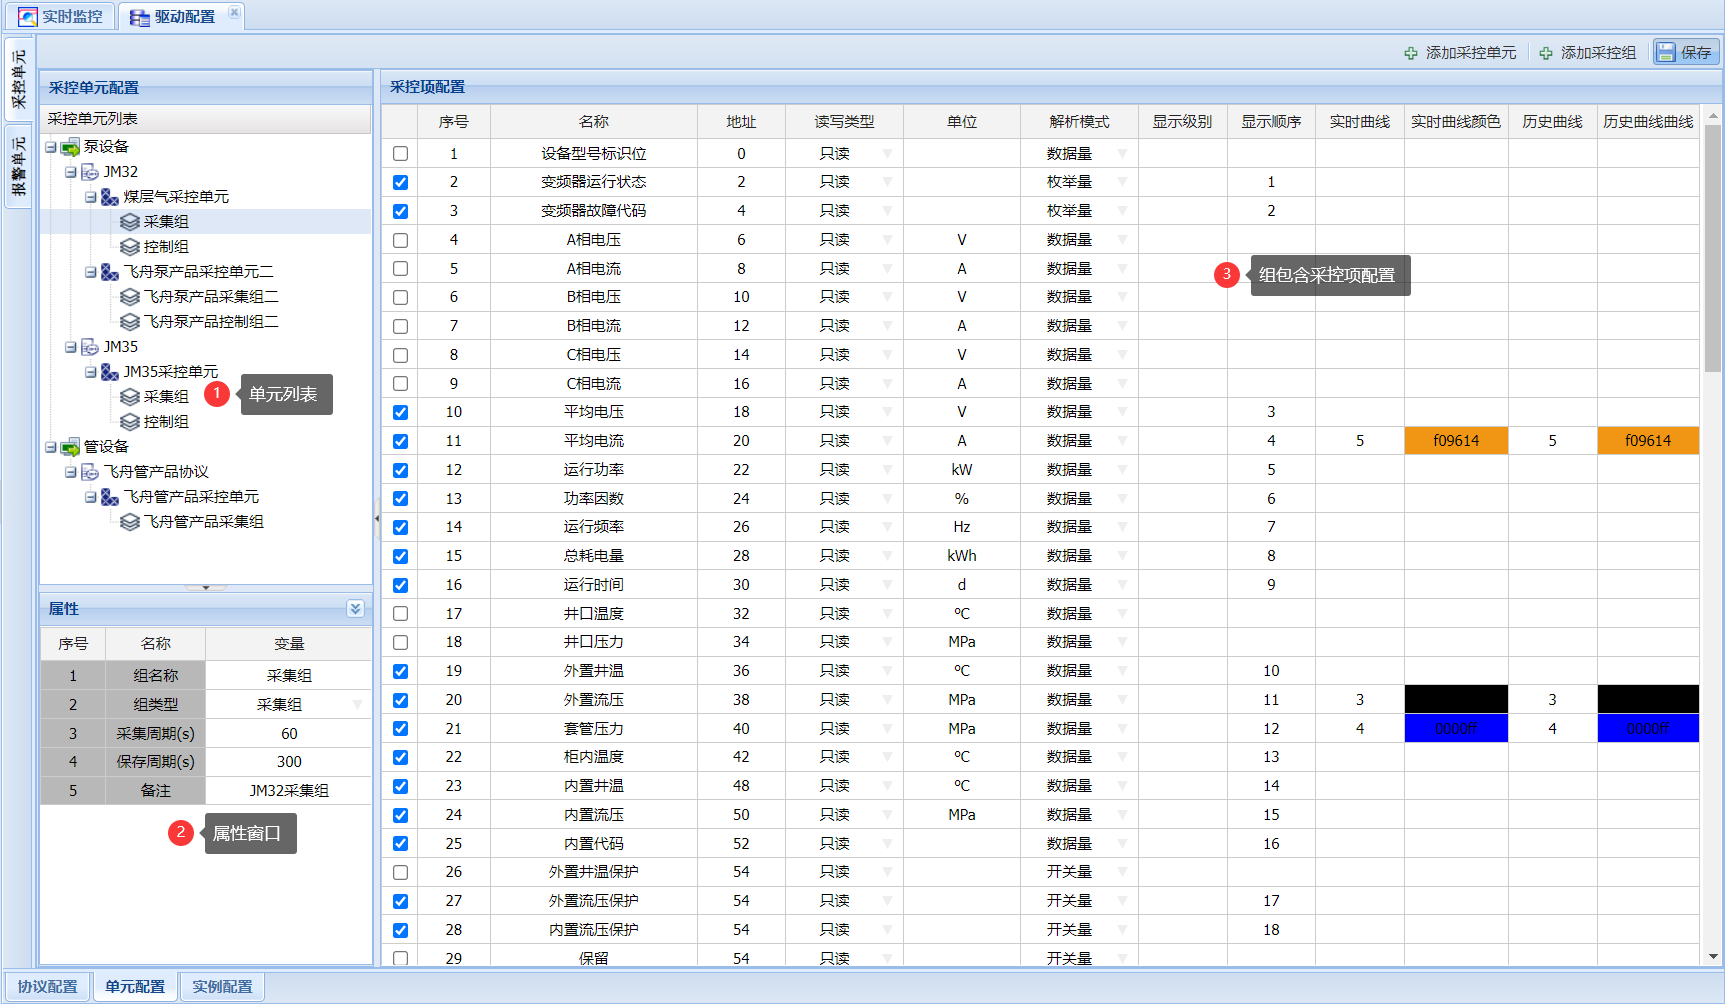 实时监控
驱动配置
采控单元
报警单元
添加采控单元
添加采控组
保存
采控单元配置
采控单元列表
泵设备
JM32
煤层气采控单元
采集组
控制组
飞舟泵产品采控单元二
飞舟泵产品采集组二
飞舟泵产品控制组二
JM35
JM35采控单元
采集组
控制组
管设备
飞舟管产品协议
飞舟管产品采控单元
飞舟管产品采集组
1 单元列表
属性
序号 名称 变量
1 组名称 采集组
2 组类型 采集组
3 采集周期(s) 60
4 保存周期(s) 300
5 备注 JM32采集组
2 属性窗口
采控项配置
序号 名称 地址 读写类型 单位 解析模式 显示级别 显示顺序 实时曲线 实时曲线颜色 历史曲线 历史曲线曲线
1 设备型号标识位 0 只读 数据量
2 变频器运行状态 2 只读 枚举量 1
3 变频器故障代码 4 只读 枚举量 2
4 A相电压 6 只读 V 数据量
5 A相电流 8 只读 A 数据量
6 B相电压 10 只读 V 数据量
7 B相电流 12 只读 A 数据量
8 C相电压 14 只读 V 数据量
9 C相电流 16 只读 A 数据量
10 平均电压 18 只读 V 数据量 3
11 平均电流 20 只读 A 数据量 4 5 f09614 5 f09614
12 运行功率 22 只读 kW 数据量 5
13 功率因数 24 只读 % 数据量 6
14 运行频率 26 只读 Hz 数据量 7
15 总耗电量 28 只读 kWh 数据量 8
16 运行时间 30 只读 d 数据量 9
17 井口温度 32 只读 ℃ 数据量
18 井口压力 34 只读 MPa 数据量
19 外置井温 36 只读 ℃ 数据量 10
20 外置流压 38 只读 MPa 数据量 11 3 3
21 套管压力 40 只读 MPa 数据量 12 4 0000ff 4 0000ff
22 柜内温度 42 只读 ℃ 数据量 13
23 内置井温 48 只读 ℃ 数据量 14
24 内置流压 50 只读 MPa 数据量 15
25 内置代码 52 只读 数据量 16
26 外置井温保护 54 只读 开关量
27 外置流压保护 54 只读 开关量 17
28 内置流压保护 54 只读 开关量 18
29 保留 54 只读 开关量
3 组包含采控项配置
协议配置
单元配置
实例配置